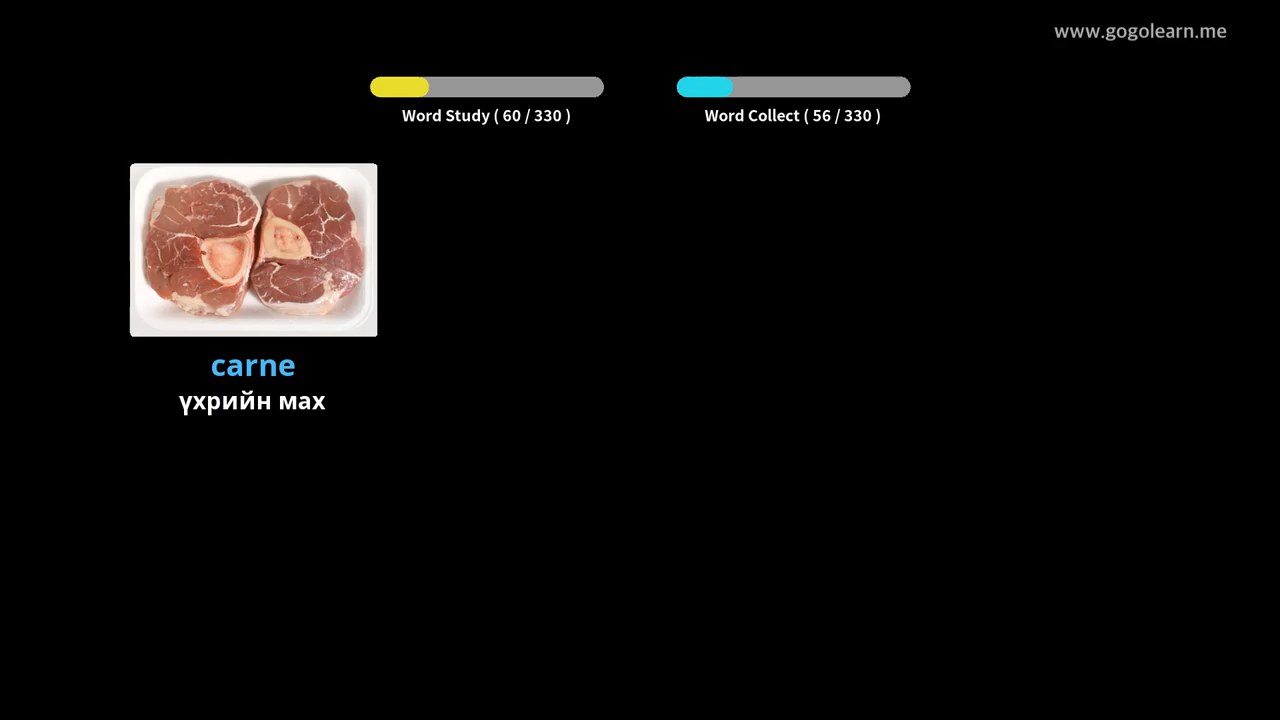 www.gogolearn.me
Word Study ( 60 / 330 )
Word Collect ( 56 / 330 )
carne
үхрийн мах